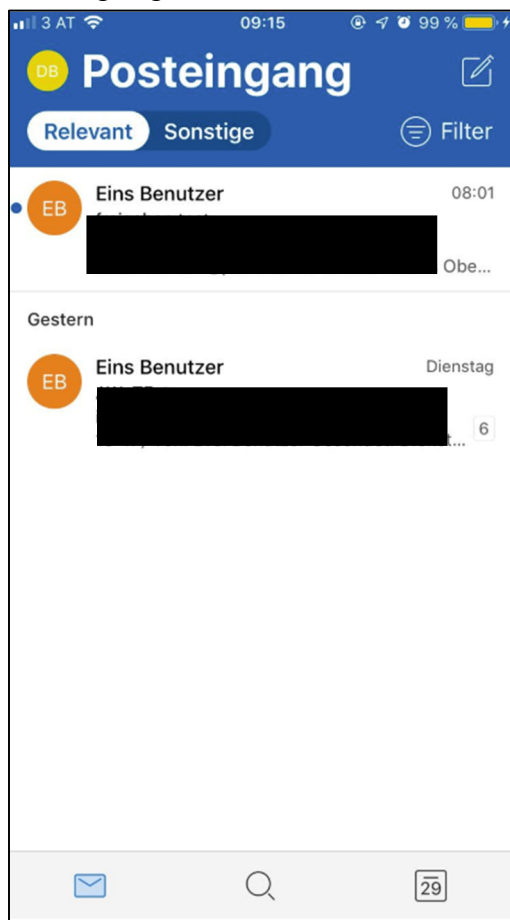 3 AT 09:15 99 %
DB Posteingang
Relevant Sonstige Filter
Eins Benutzer 08:01
EB
Obe...
Gestern
Eins Benutzer Dienstag
EB
6
29